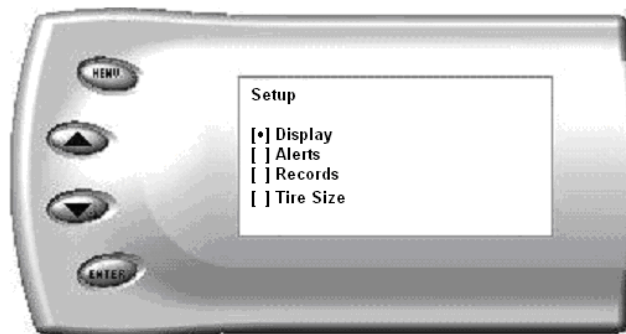 MENU
Setup
[•] Display
[ ] Alerts
[ ] Records
[ ] Tire Size
ENTER